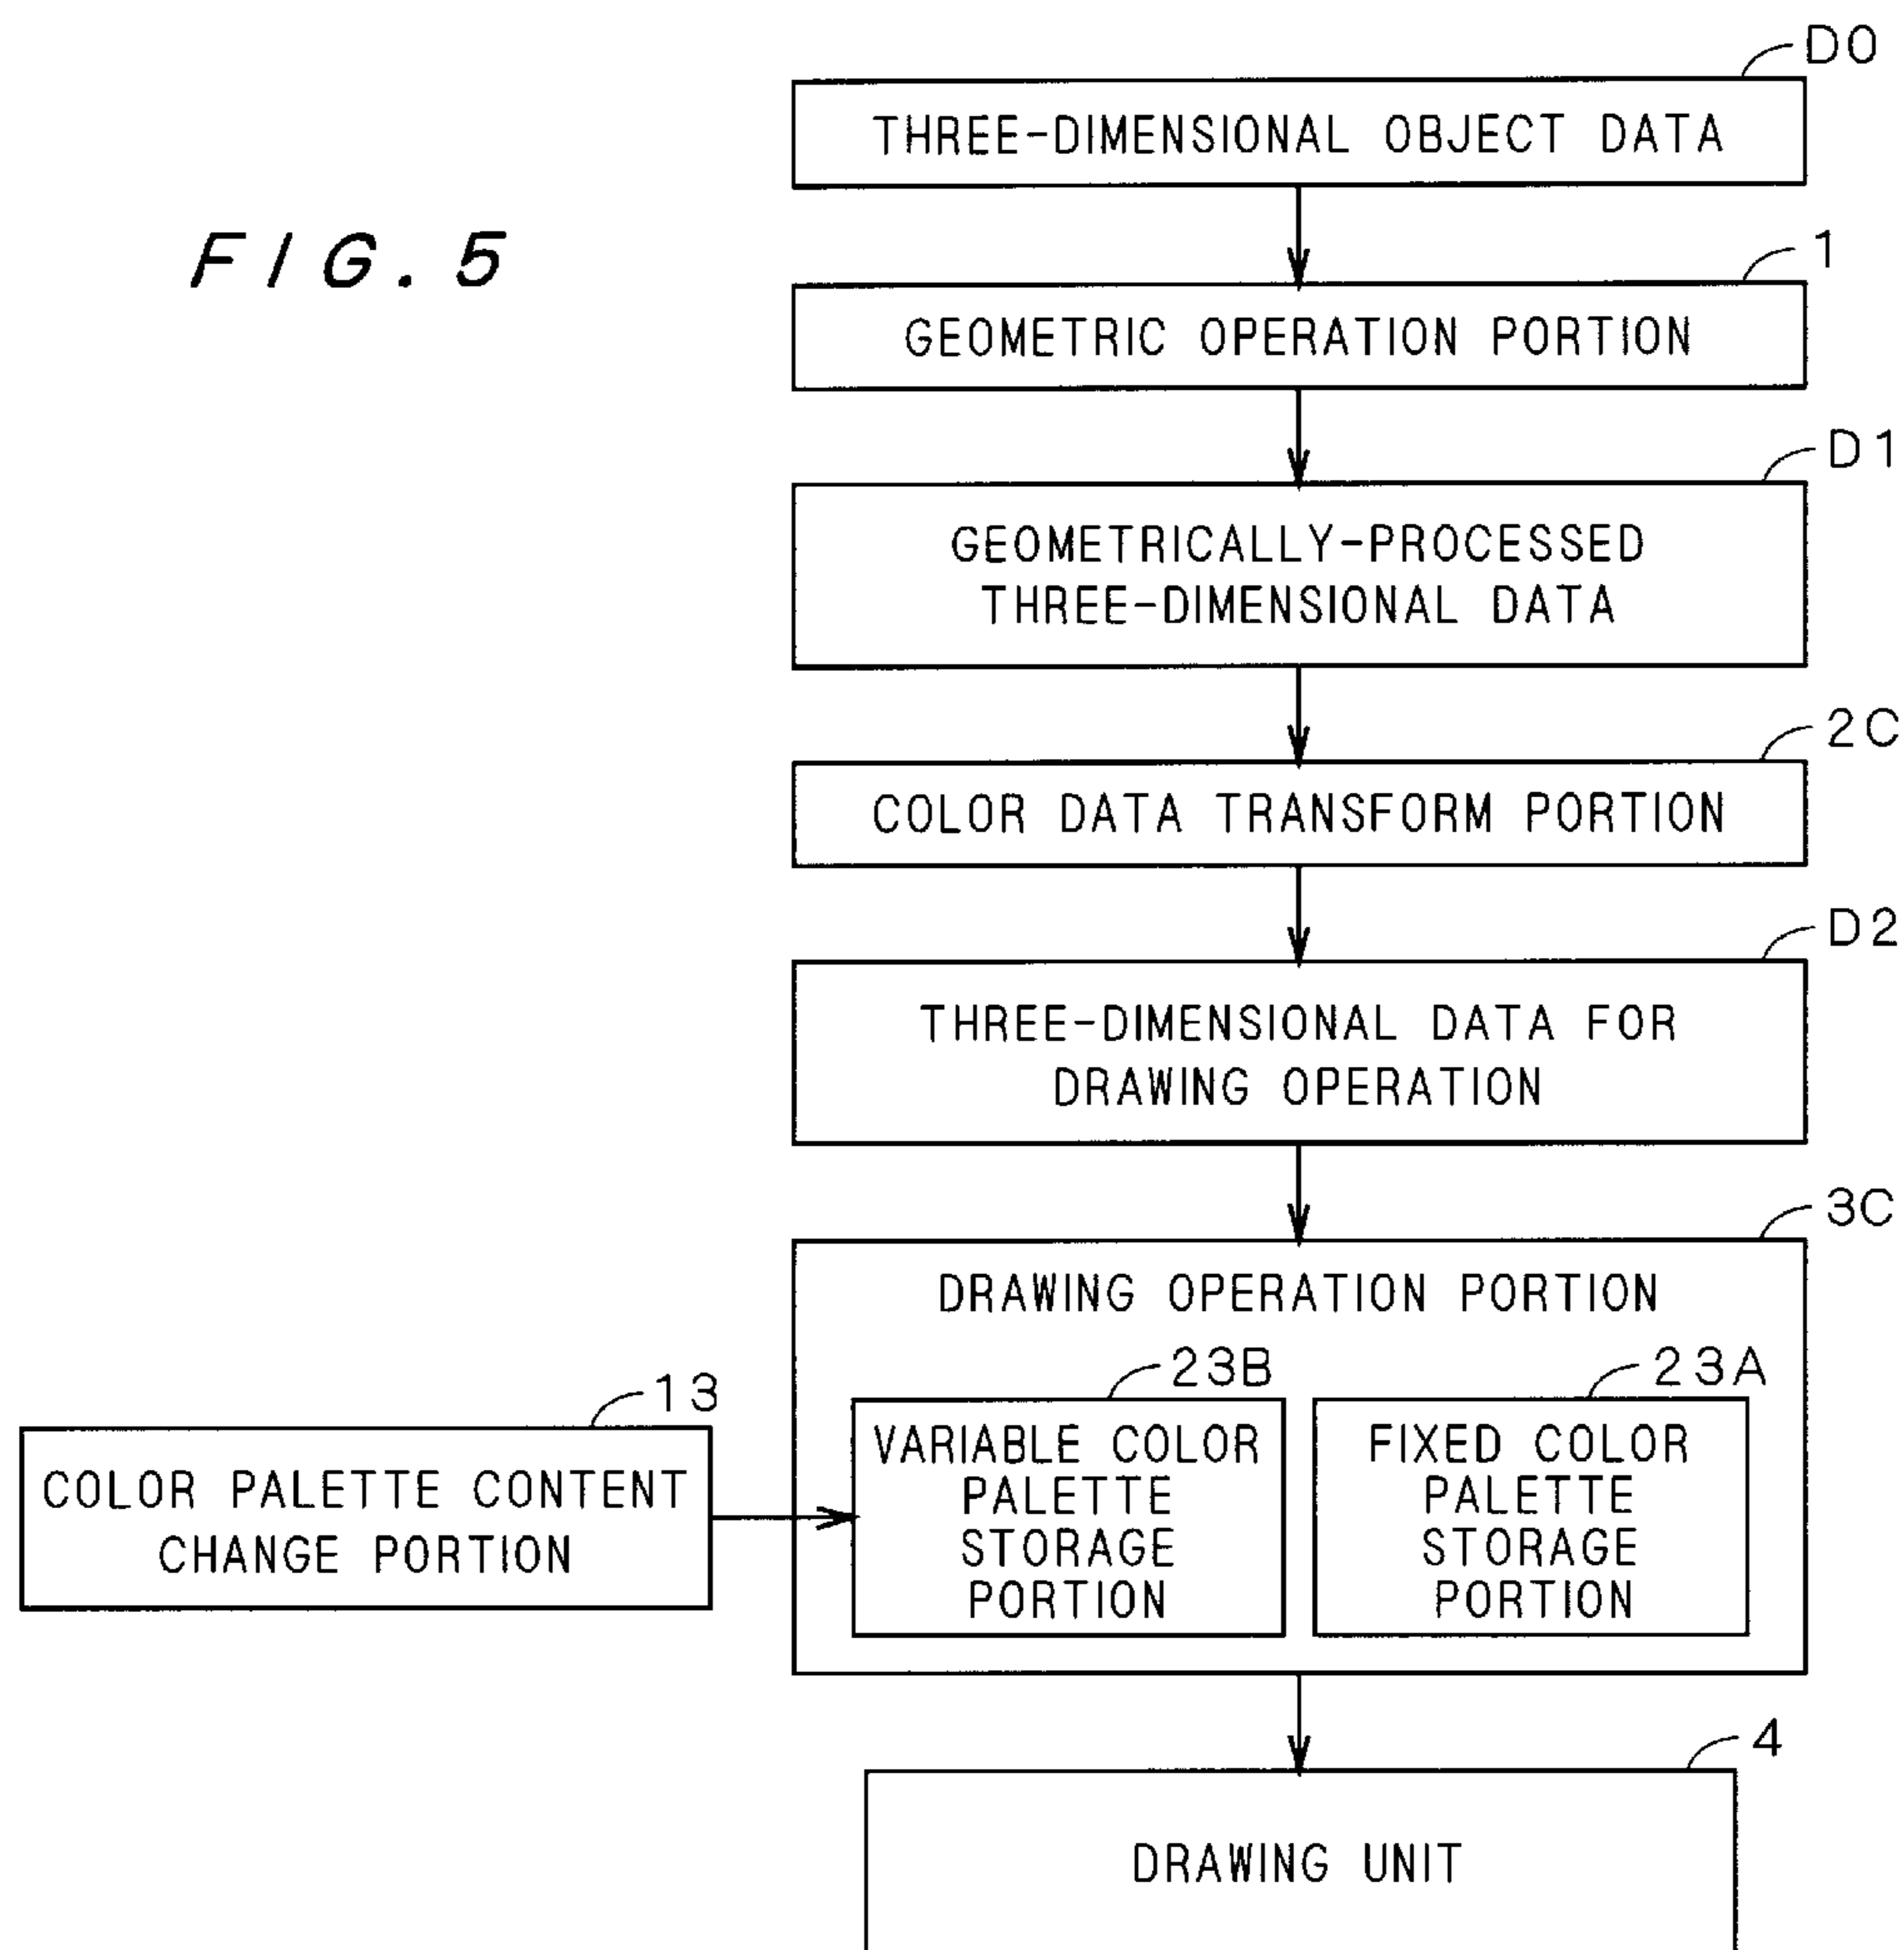 D0
THREE-DIMENSIONAL OBJECT DATA
FIG. 5
1
GEOMETRIC OPERATION PORTION
D1
GEOMETRICALLY-PROCESSED
THREE-DIMENSIONAL DATA
2C
COLOR DATA TRANSFORM PORTION
D2
THREE-DIMENSIONAL DATA FOR
DRAWING OPERATION
3C
DRAWING OPERATION PORTION
13
COLOR PALETTE CONTENT
CHANGE PORTION
23B
VARIABLE COLOR
PALETTE
STORAGE
PORTION
23A
FIXED COLOR
PALETTE
STORAGE
PORTION
4
DRAWING UNIT